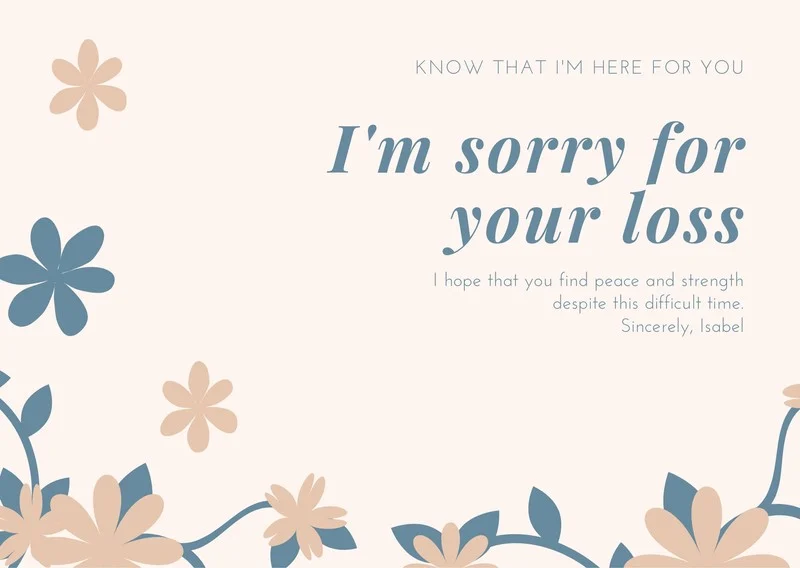 KNOW THAT I'M HERE FOR YOU
I'm sorry for
your loss
I hope that you find peace and strength
despite this difficult time.
Sincerely, Isabel